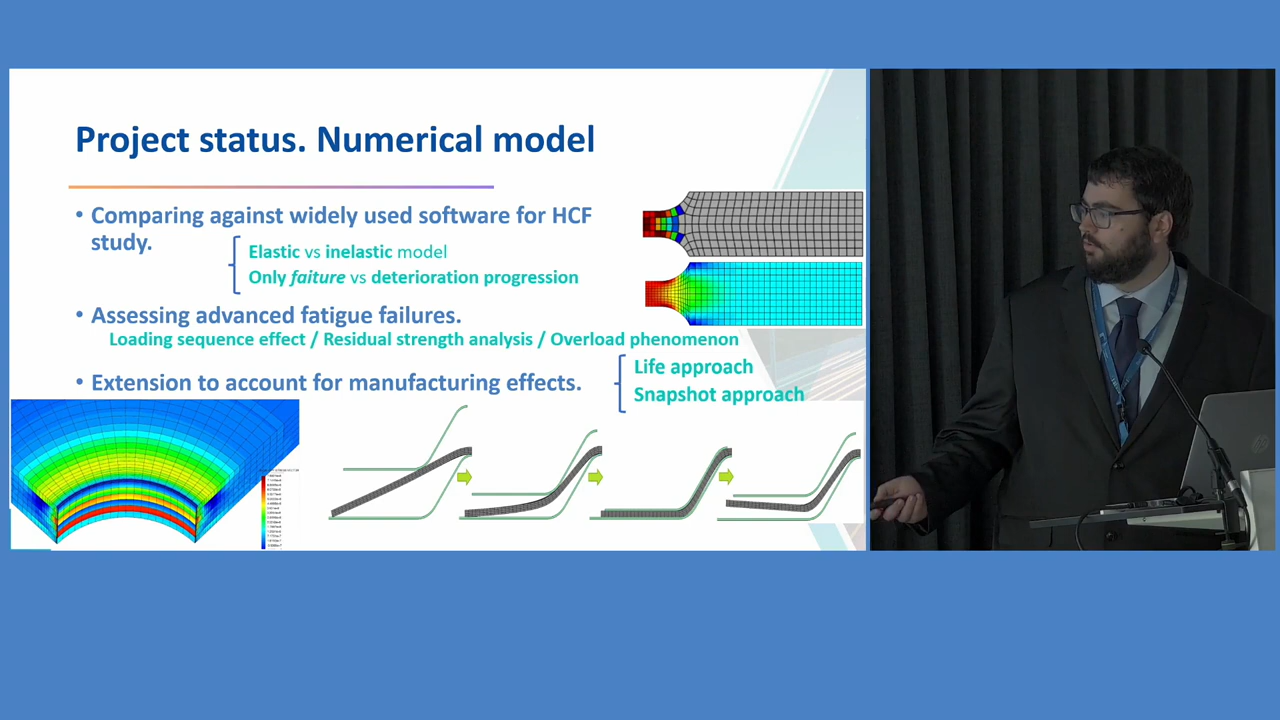 Project status. Numerical model
• Comparing against widely used software for HCF
study.
Elastic vs inelastic model
Only faiture vs deterioration progression
• Assessing advanced fatigue failures.
Loading sequence effect / Residual strength analysis / Overload phenomenon
• Extension to account for manufacturing effects.
Life approach
Snapshot approach